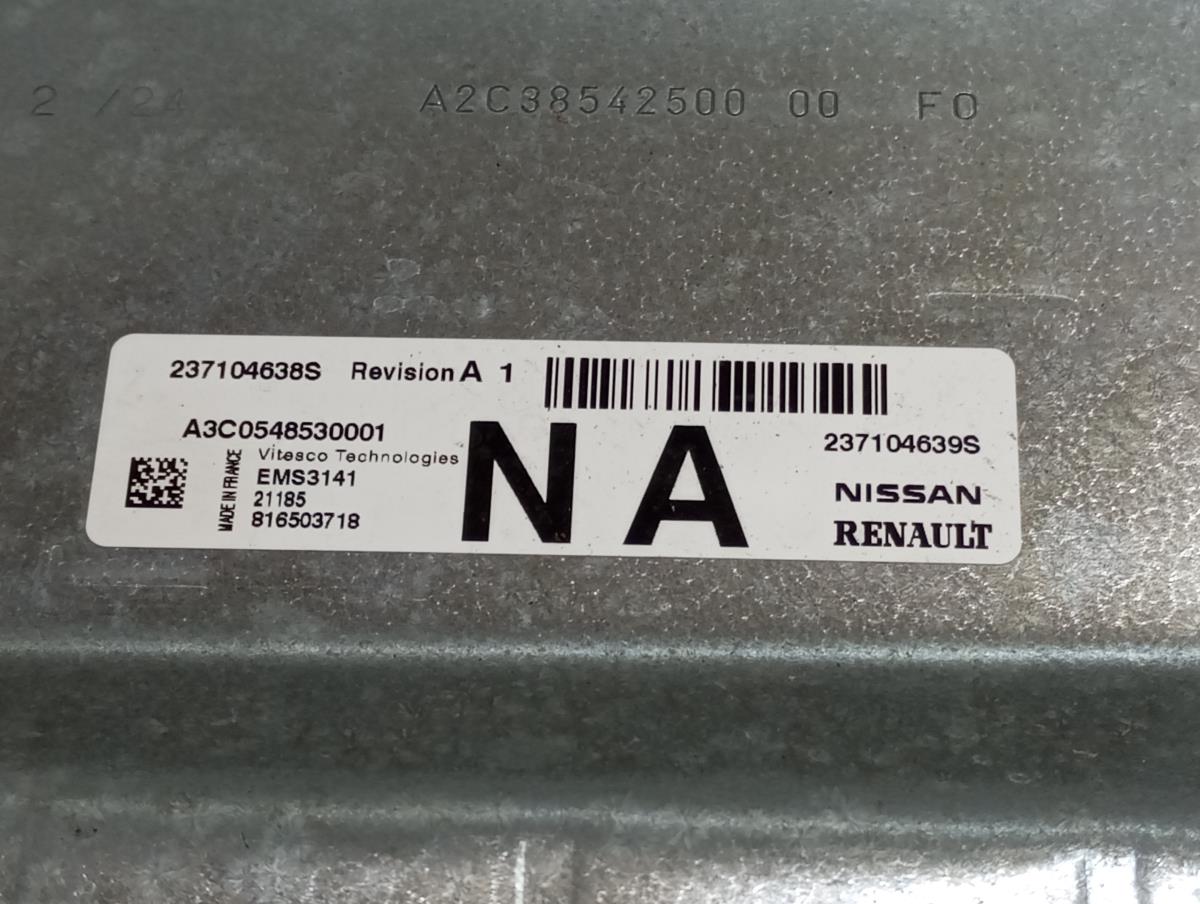 2 /24 A2C38542500 00 F0
237104638S Revision A 1
A3C0548530001
Vitesco Technologies
EMS3141
21185
816503718
MADE IN FRANCE
NA
237104639S
NISSAN
RENAULT